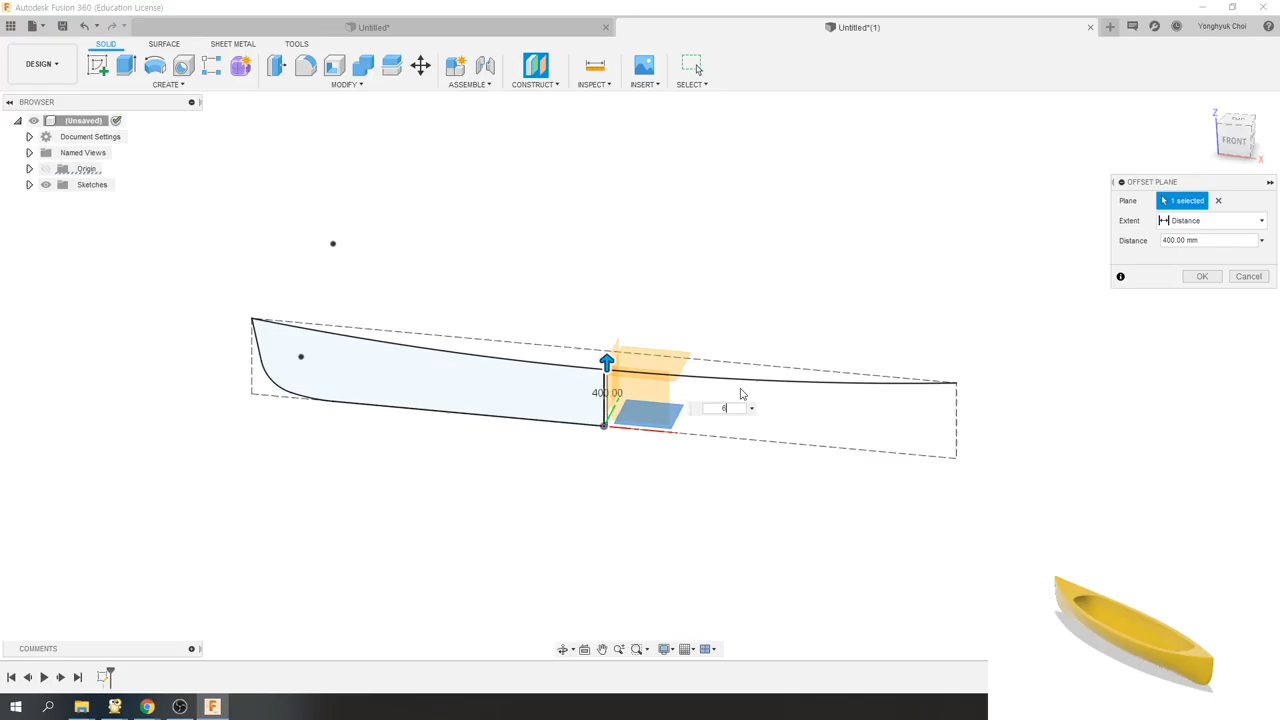 Autodesk Fusion 360 (Education License)
Untitled*
Untitled*(1)
Yonghyuk Choi
DESIGN
SOLID
SURFACE
SHEET METAL
TOOLS
CREATE
MODIFY
ASSEMBLE
CONSTRUCT
INSPECT
INSERT
SELECT
BROWSER
(Unsaved)
Document Settings
Named Views
Origin
Sketches
Z
FRONT
X
OFFSET PLANE
Plane
1 selected
Extent
Distance
Distance
400.00 mm
OK
Cancel
400.00
6
COMMENTS